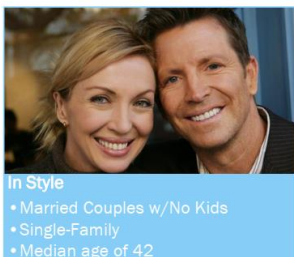 In Style
• Married Couples w/No Kids
• Single-Family
• Median age of 42